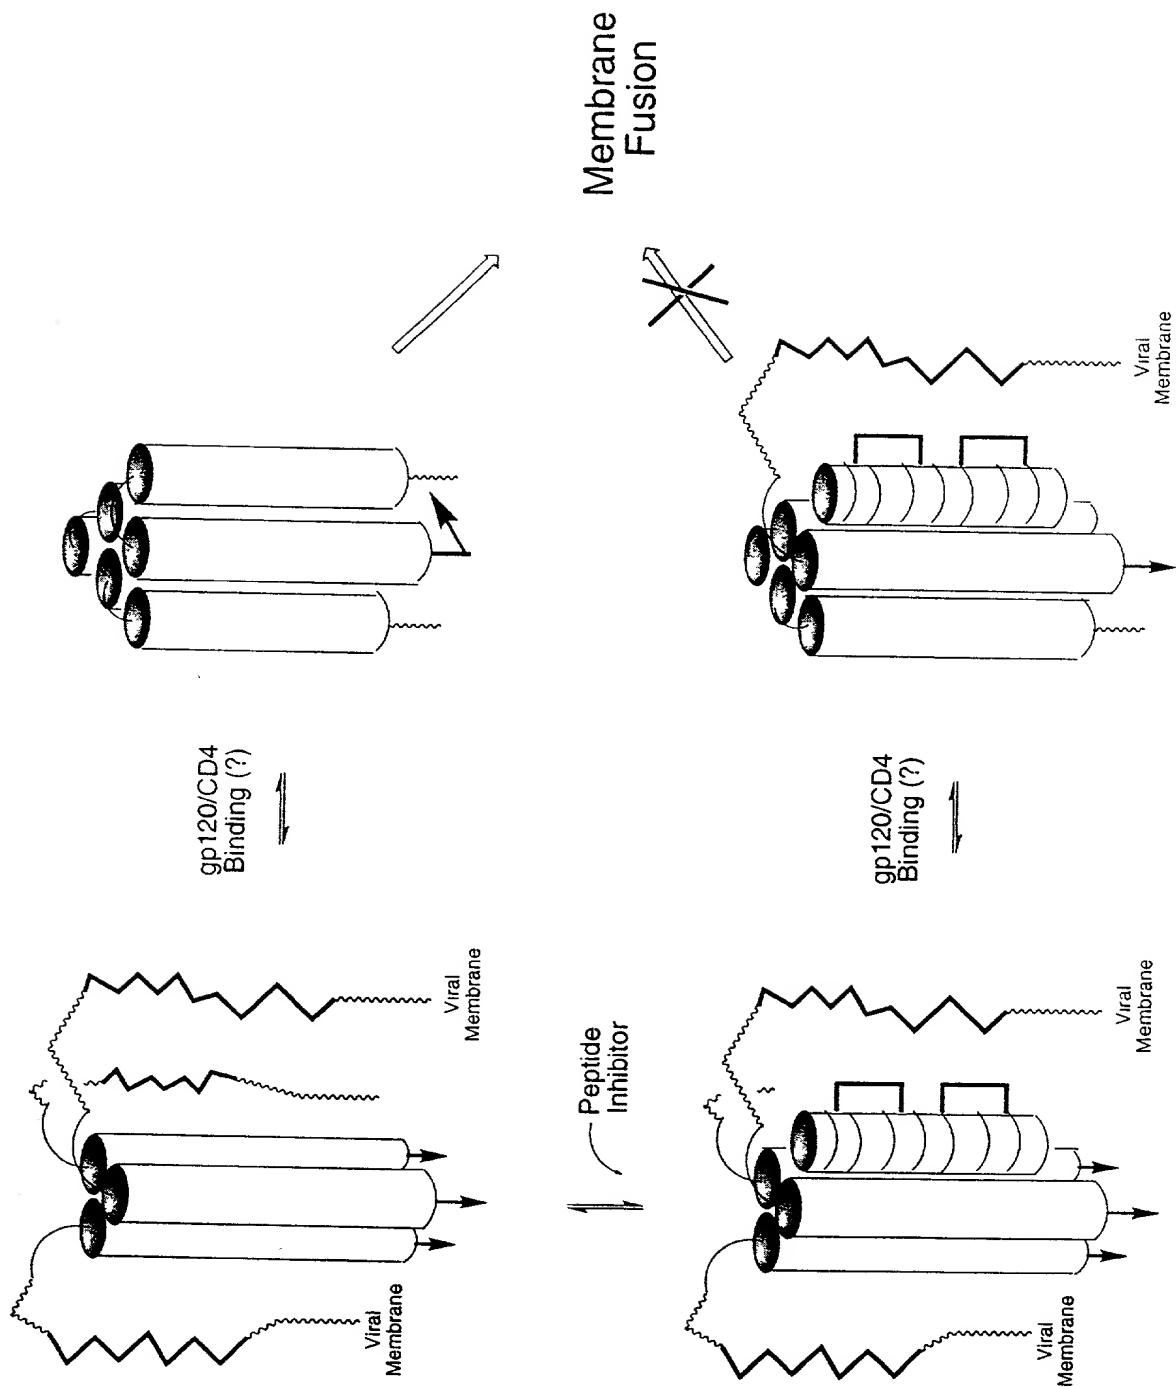 Membrane
Fusion
gp120/CD4
Binding (?)
gp120/CD4
Binding (?)
Viral
Membrane
Viral
Membrane
Peptide
Inhibitor
Viral
Membrane
Viral
Membrane
Viral
Membrane